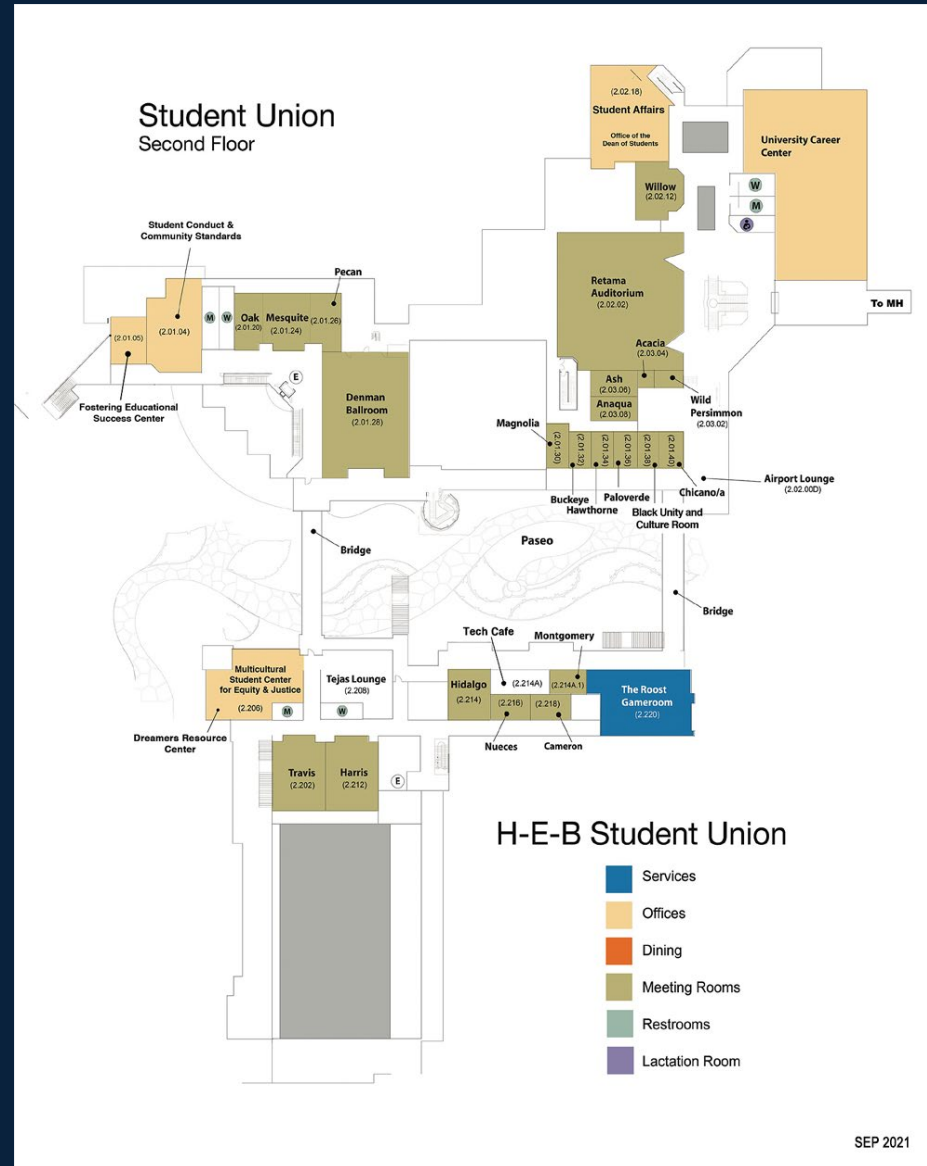 Student Union
Second Floor
(2.02.18)
Student Affairs
Office of the
Dean of Students
University Career
Center
Willow
(2.02.12)
W
M
Student Conduct &
Community Standards
Pecan
Retama
Auditorium
(2.02.02)
To MH
(2.01.05)
(2.01.04)
M
W
Oak
(2.01.20)
Mesquite
(2.01.24)
(2.01.26)
Acacia
(2.03.04)
E
Fostering Educational
Success Center
Denman
Ballroom
(2.01.28)
Ash
(2.03.06)
Anaqua
(2.03.08)
Wild
Persimmon
(2.03.02)
Magnolia
(2.01.30)
(2.01.32)
(2.01.34)
(2.01.36)
(2.01.38)
(2.01.40)
Airport Lounge
(2.02.00D)
Buckeye
Hawthorne
Paloverde
Black Unity and
Culture Room
Chicano/a
Bridge
Paseo
Bridge
Tech Cafe
Montgomery
Multicultural
Student Center
for Equity & Justice
(2.206)
M
Tejas Lounge
(2.208)
W
Hidalgo
(2.214)
(2.214A)
(2.214A.1)
(2.216)
(2.218)
The Roost
Gameroom
(2.220)
Dreamers Resource
Center
Nueces
Cameron
Travis
(2.202)
Harris
(2.212)
E
H-E-B Student Union
Services
Offices
Dining
Meeting Rooms
Restrooms
Lactation Room
SEP 2021